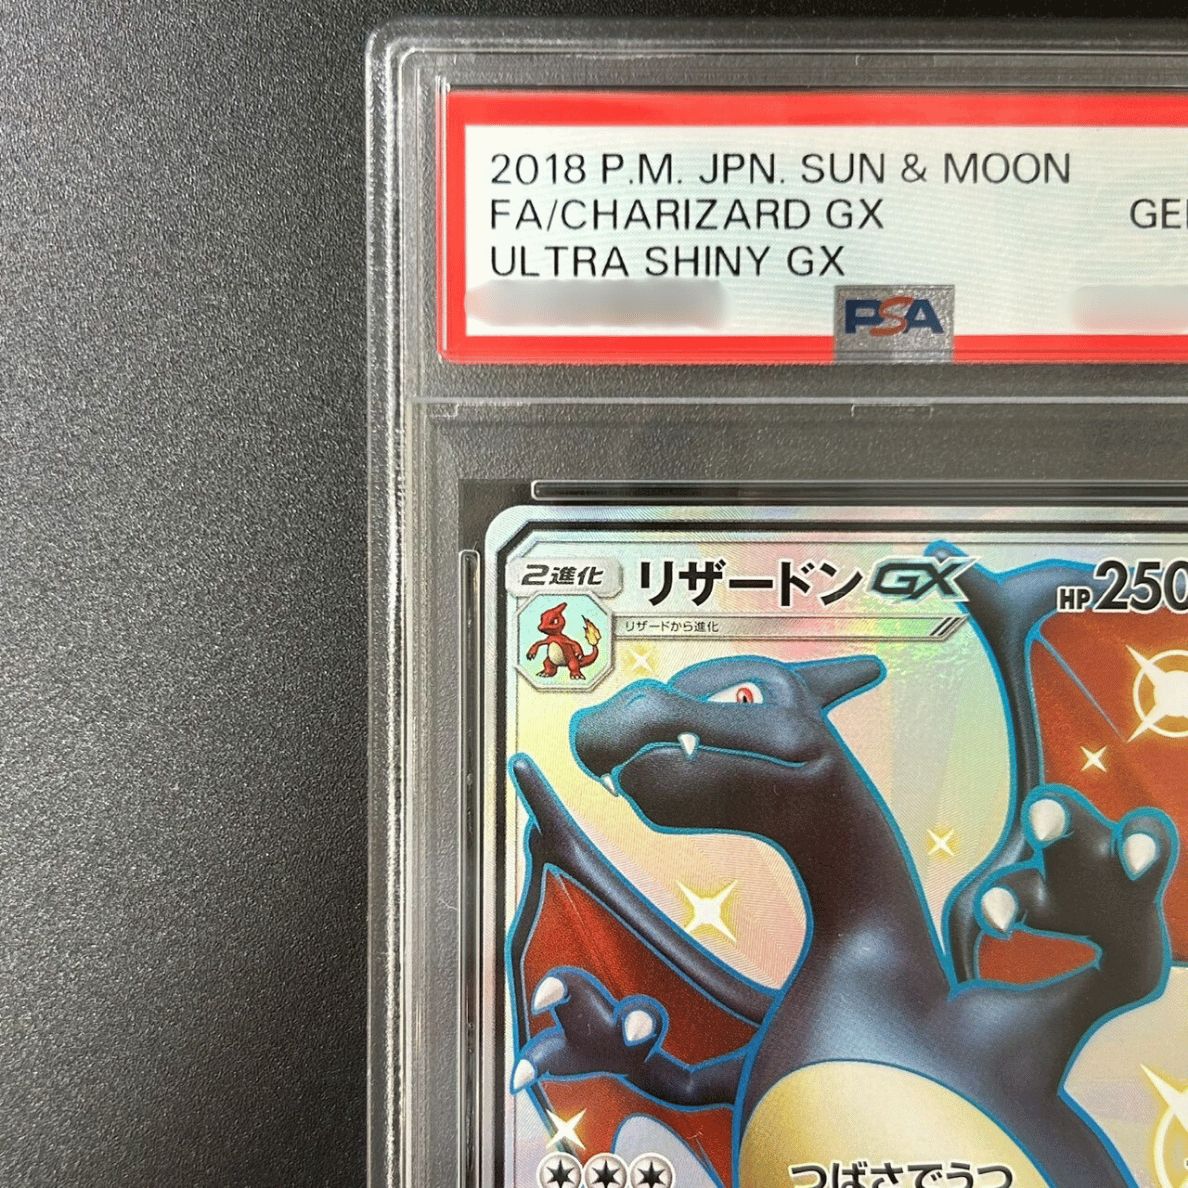 2018 P.M. JPN. SUN & MOON
FA/CHARIZARD GX
ULTRA SHINY GX
PSA
2進化 リザードンGX HP250
リザードから進化
つばさでうつ